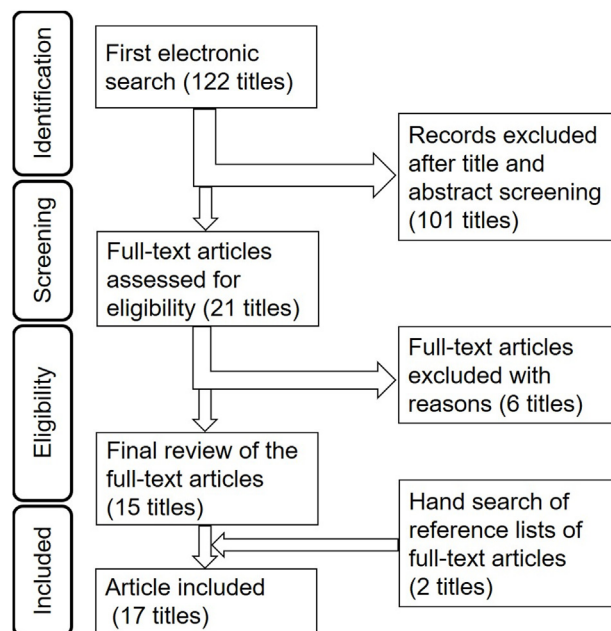 Identification
First electronic
search (122 titles)
Records excluded
after title and
abstract screening
(101 titles)
Screening
Full-text articles
assessed for
eligibility (21 titles)
Full-text articles
excluded with
reasons (6 titles)
Eligibility
Final review of the
full-text articles
(15 titles)
Hand search of
reference lists of
full-text articles
(2 titles)
Included
Article included
(17 titles)